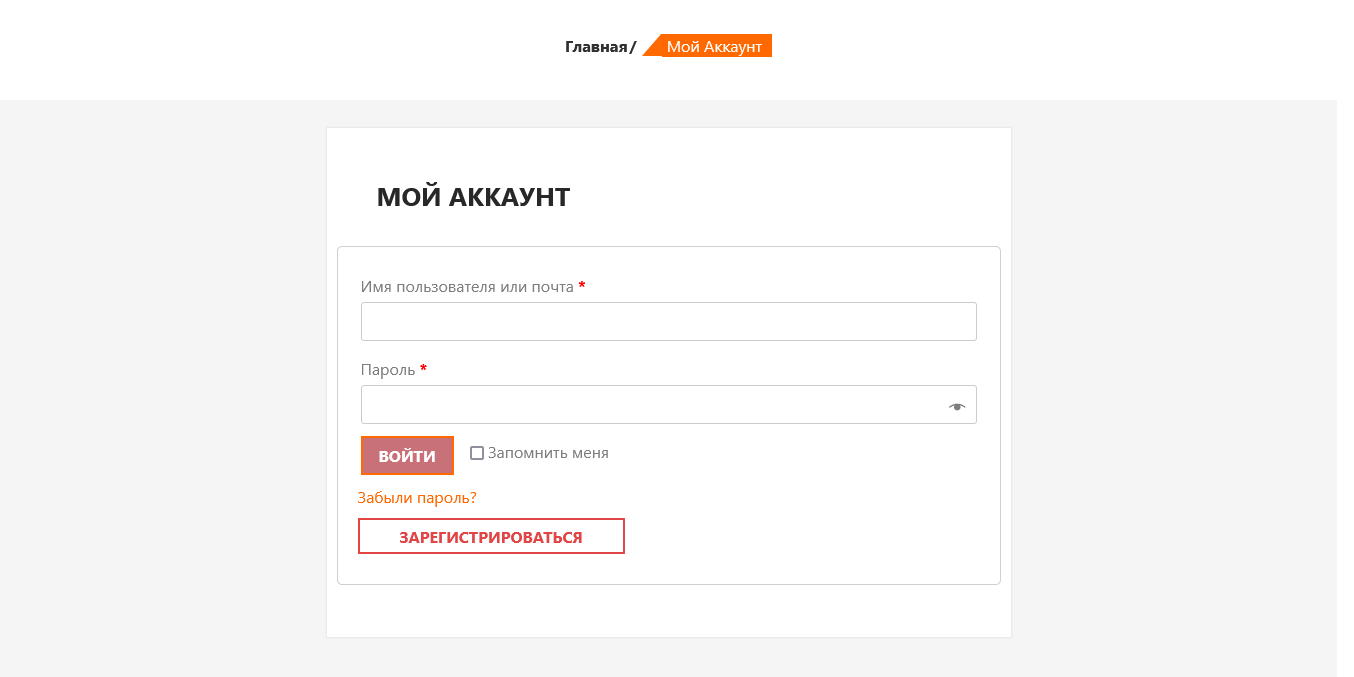 Главная / Мой Аккаунт
МОЙ АККАУНТ
Имя пользователя или почта *
Пароль *
ВОЙТИ Запомнить меня
Забыли пароль?
ЗАРЕГИСТРИРОВАТЬСЯ